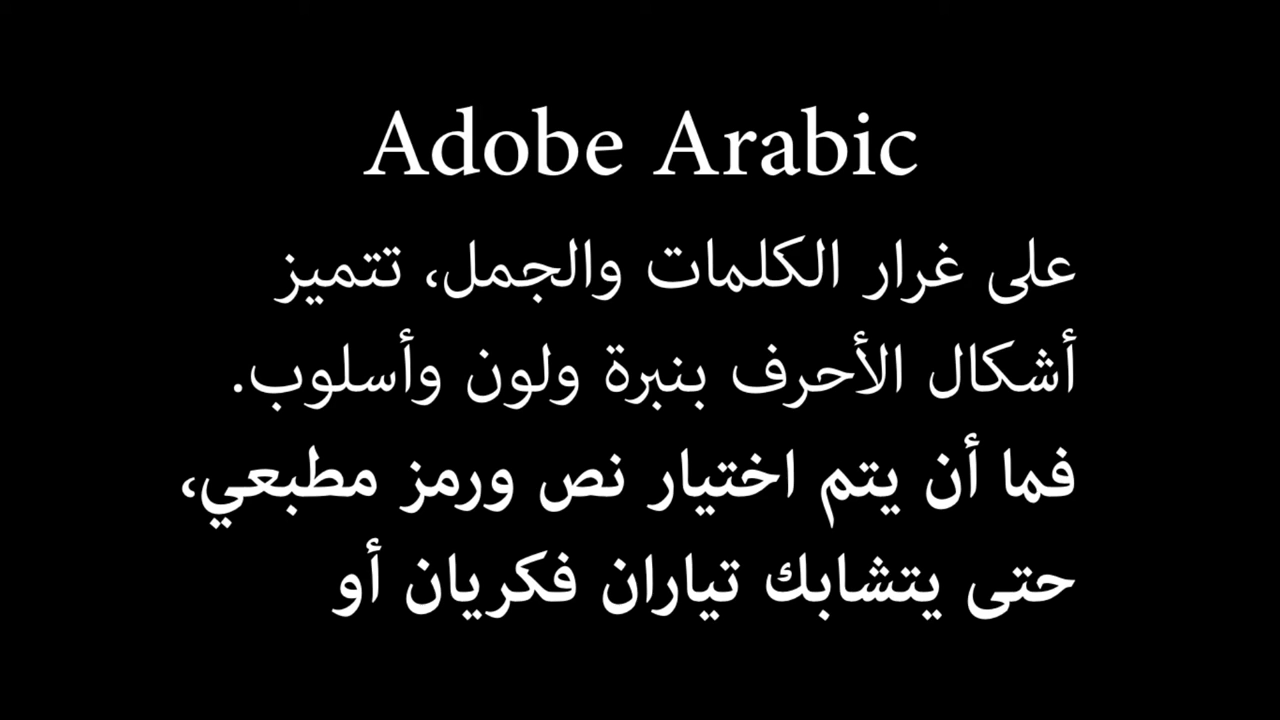 Adobe Arabic
على غرار الكلمات والجمل، تتميز
أشكال الأحرف بنبرة ولون وأسلوب.
فما أن يتم اختيار نص ورمز مطبعي،
حتى يتشابك تياران فكريان أو